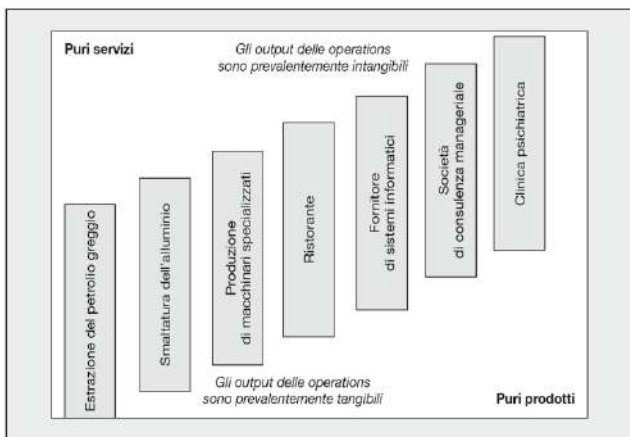 Puri servizi
Gli output delle operations
sono prevalentemente intangibili
Estrazione del petrolio greggio
Smaltatura dell'alluminio
Produzione
di macchinari specializzati
Ristorante
Fornitore
di sistemi informatici
Società
di consulenza manageriale
Clinica psichiatrica
Gli output delle operations
sono prevalentemente tangibili
Puri prodotti